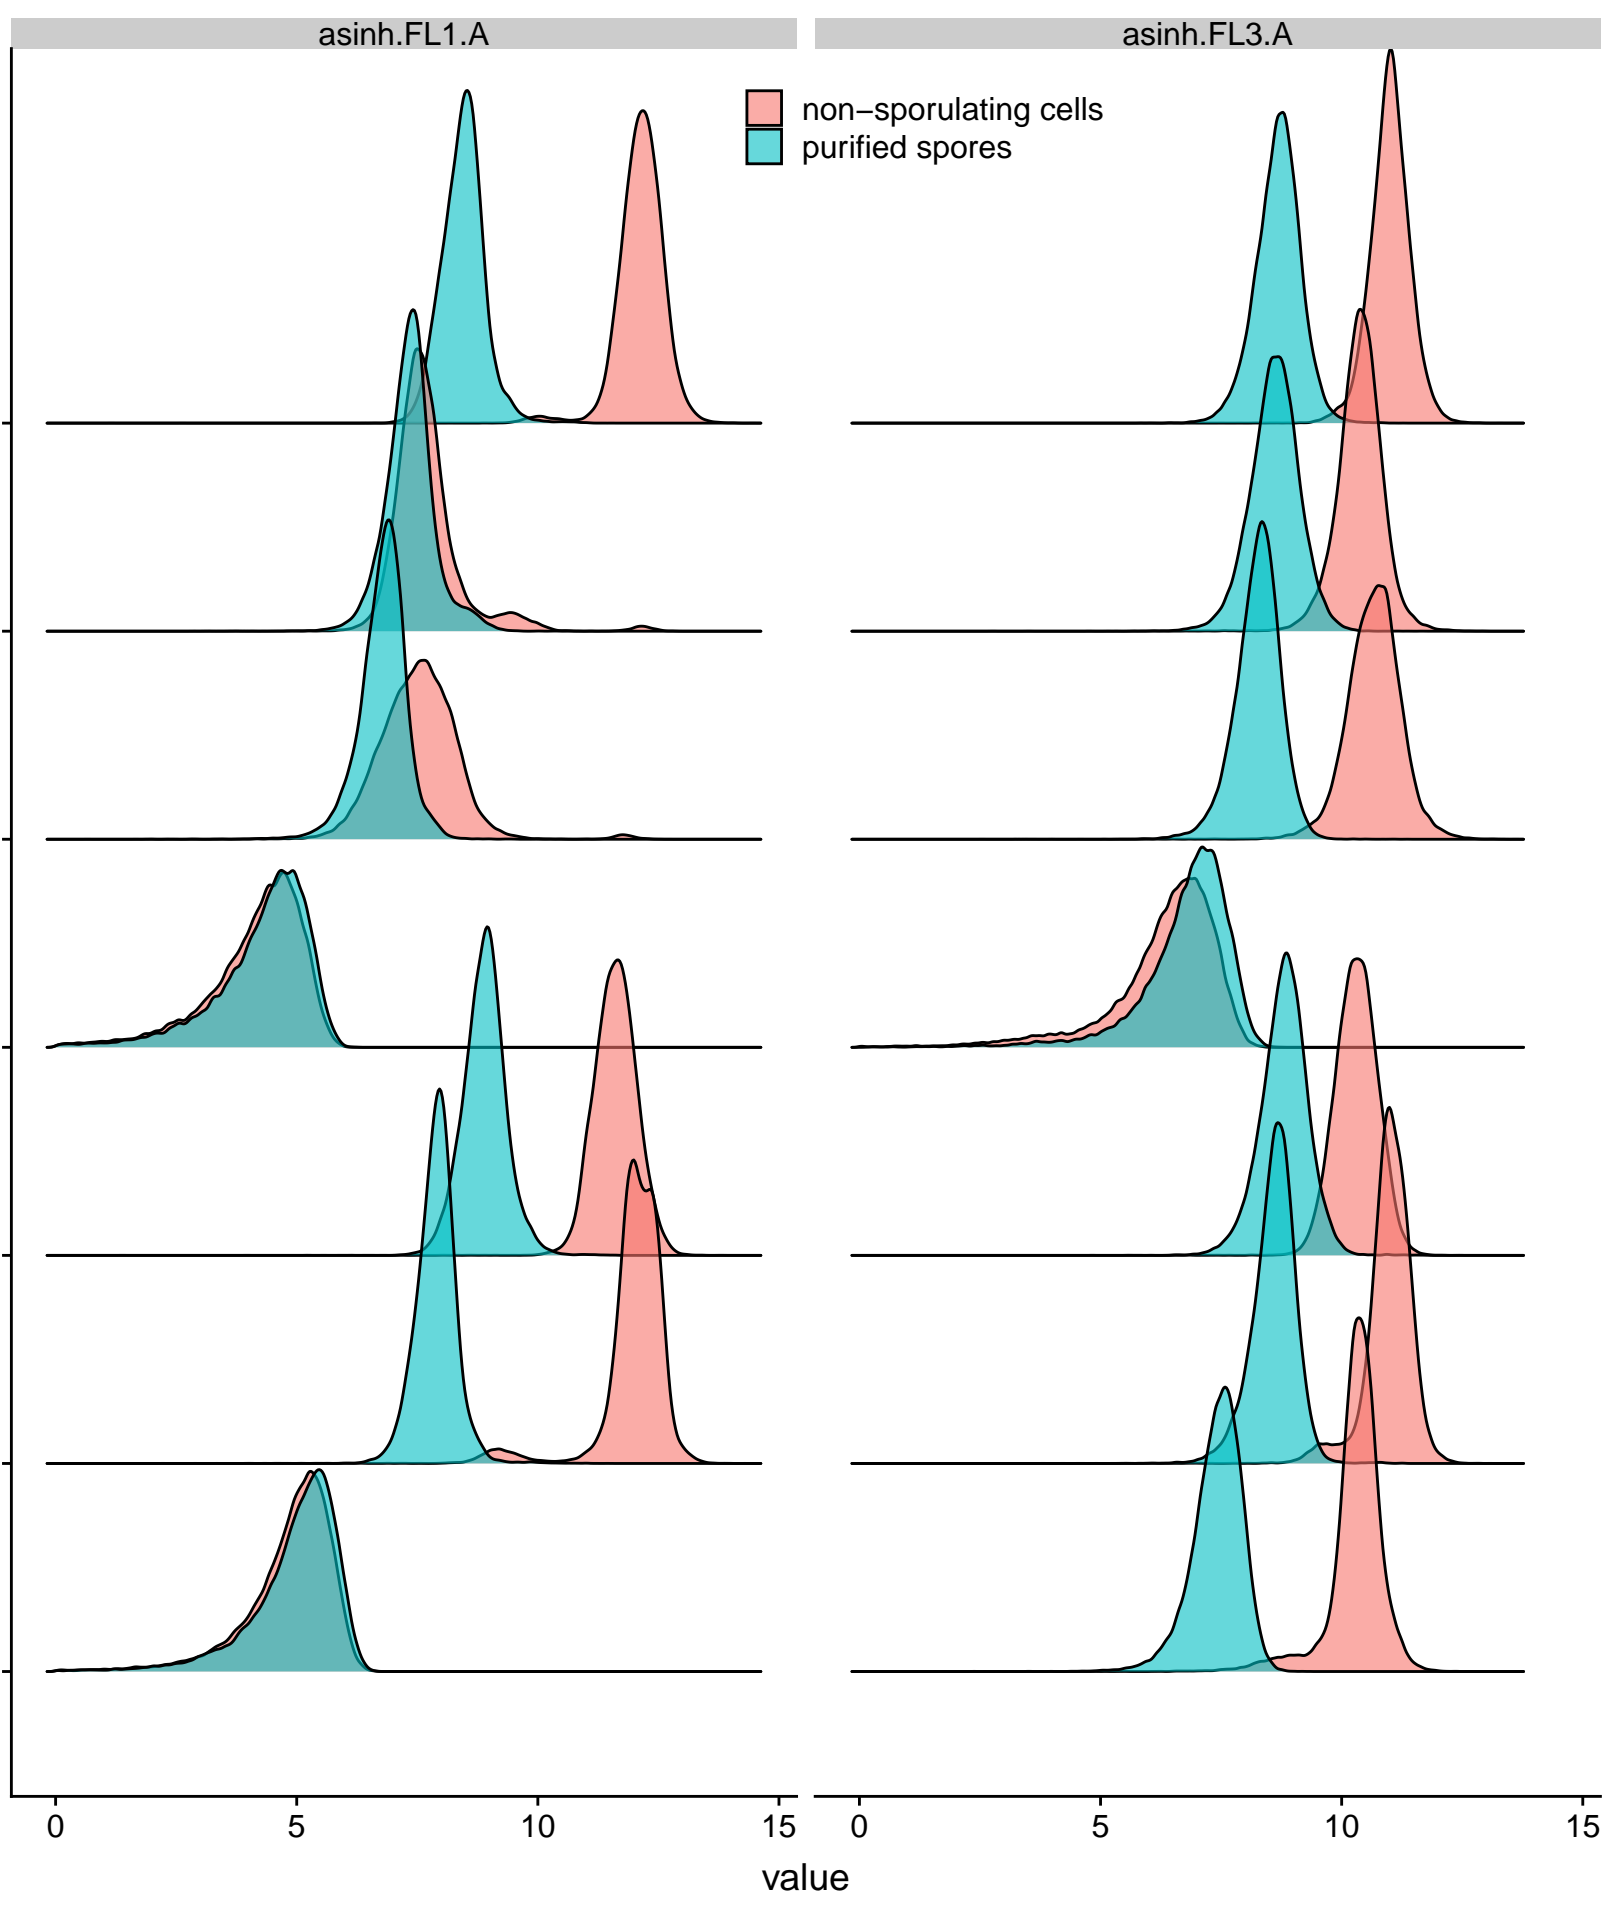 asinh.FL1.A
asinh.FL3.A
non−sporulating cells
purified spores
0 5 10 15 0 5 10 15
value